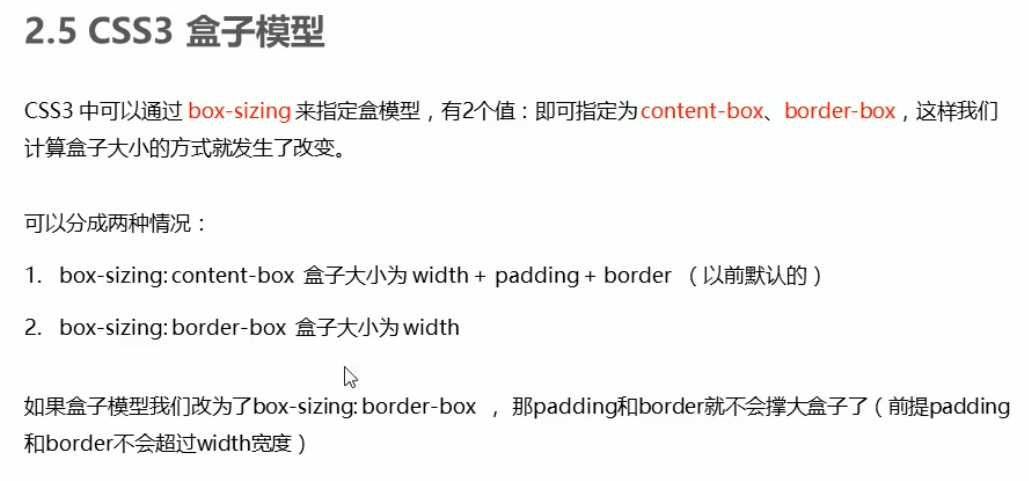 2.5 CSS3 盒子模型
CSS3 中可以通过 box-sizing 来指定盒模型，有2个值：即可指定为 content-box、border-box，这样我们
计算盒子大小的方式就发生了改变。
可以分成两种情况：
1. box-sizing: content-box 盒子大小为 width + padding + border （以前默认的）
2. box-sizing: border-box 盒子大小为 width
如果盒子模型我们改为了box-sizing: border-box ， 那padding和border就不会撑大盒子了（前提padding
和border不会超过width宽度）